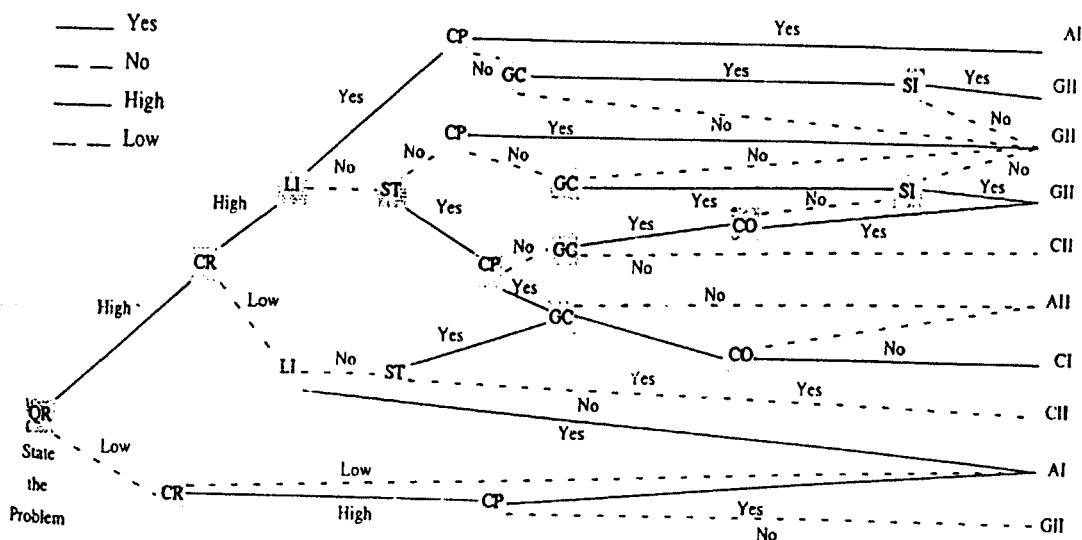 Yes
No
High
Low
CP Yes AI
No GC Yes SI Yes GII
Yes No No
CP Yes GII
No No No No
LI No ST GC Yes No SI Yes GII
High Yes CO Yes
No GC Yes CII
CR CP No
Yes
High Low GC No AII
Yes
CO No CI
LI No ST Yes Yes
No CII
QR Yes
State Low
the Low AI
CR CP
Problem High Yes GII
No